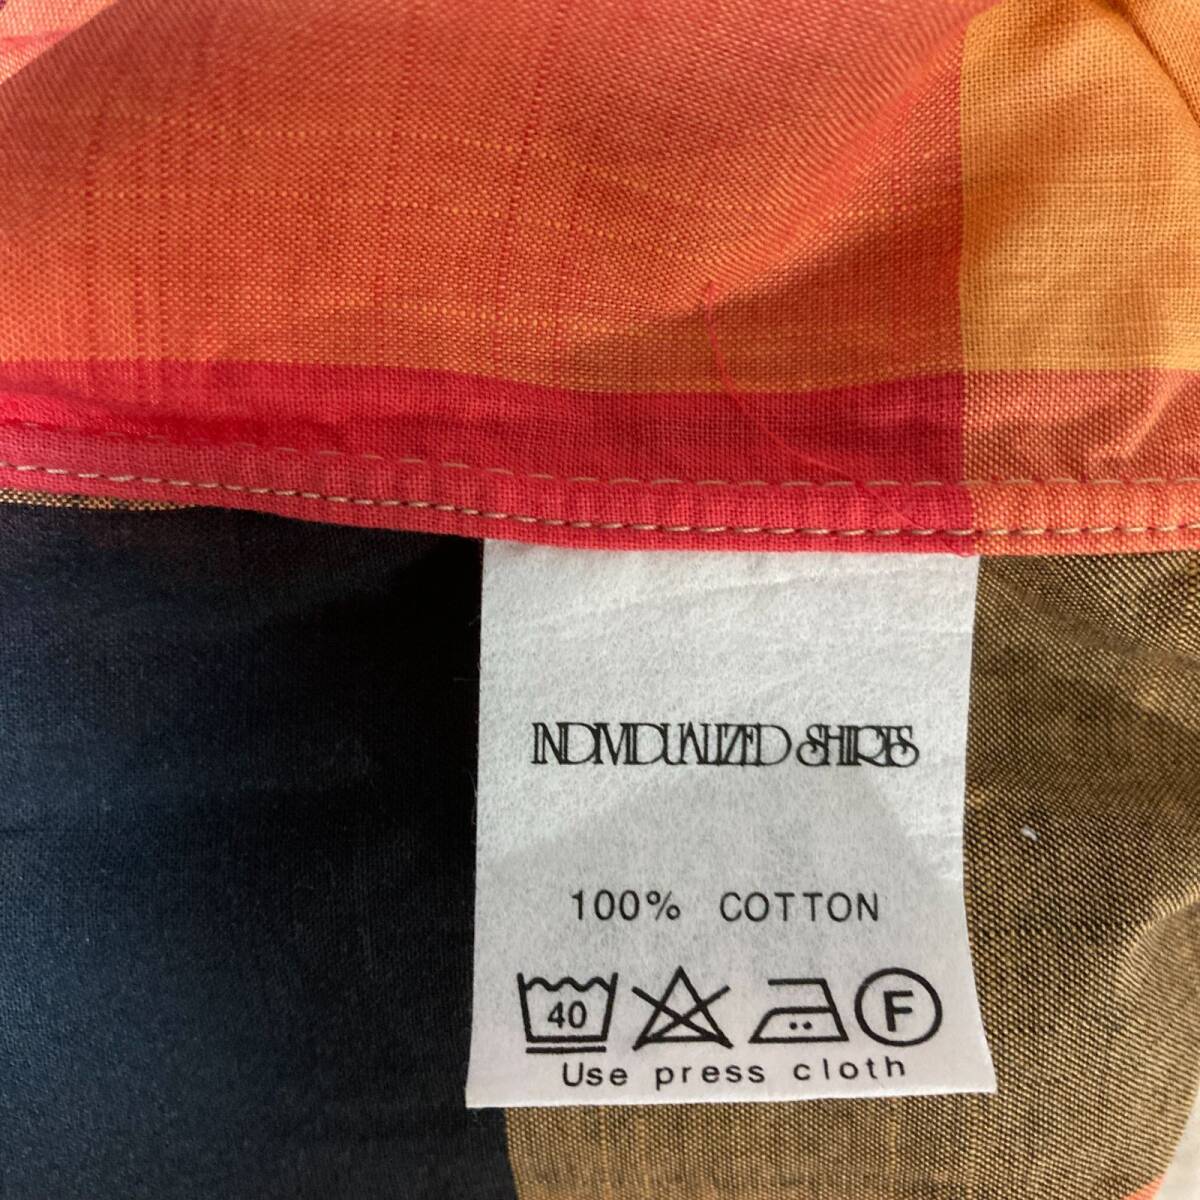 INDIVIDUALIZED SHIRTS
100% COTTON
40 F
Use press cloth